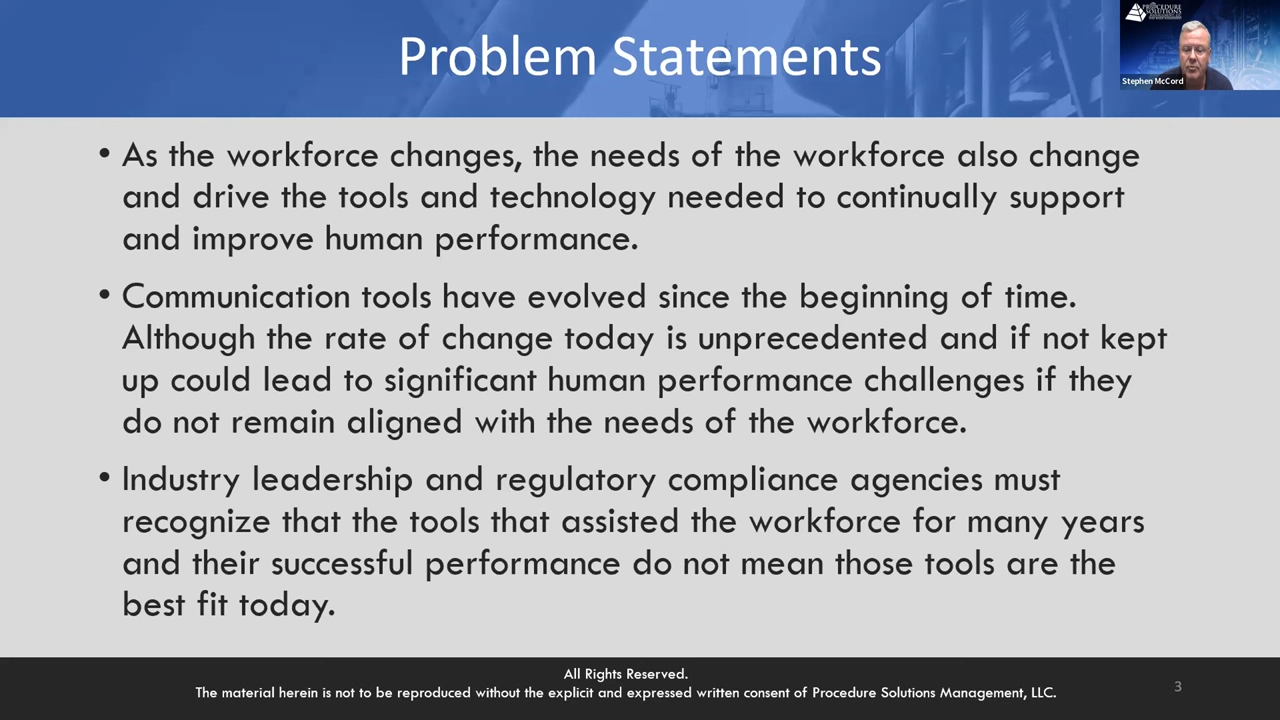 Problem Statements
PROCEDURE
SOLUTIONS
Stephen McCord
• As the workforce changes, the needs of the workforce also change
and drive the tools and technology needed to continually support
and improve human performance.
• Communication tools have evolved since the beginning of time.
Although the rate of change today is unprecedented and if not kept
up could lead to significant human performance challenges if they
do not remain aligned with the needs of the workforce.
• Industry leadership and regulatory compliance agencies must
recognize that the tools that assisted the workforce for many years
and their successful performance do not mean those tools are the
best fit today.
All Rights Reserved.
The material herein is not to be reproduced without the explicit and expressed written consent of Procedure Solutions Management, LLC.
3